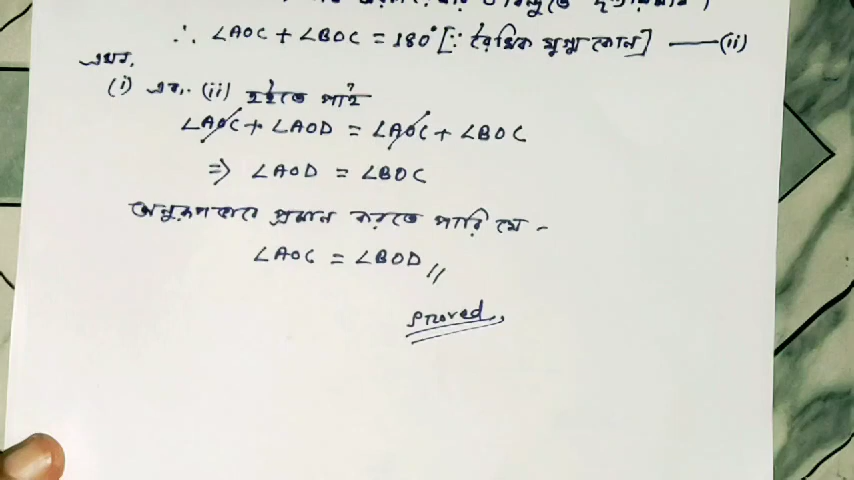 ∴ ∠AOC + ∠BOC = 180° [∵ রৈখিক যুগ্ম কোন] —(ii)
এখন,
(i) এবং (ii) হইতে পাই
∠AOC + ∠AOD = ∠AOC + ∠BOC
⇒ ∠AOD = ∠BOC
অনুরূপভাবে প্রমান করতে পারি যে -
∠AOC = ∠BOD //
Proved,